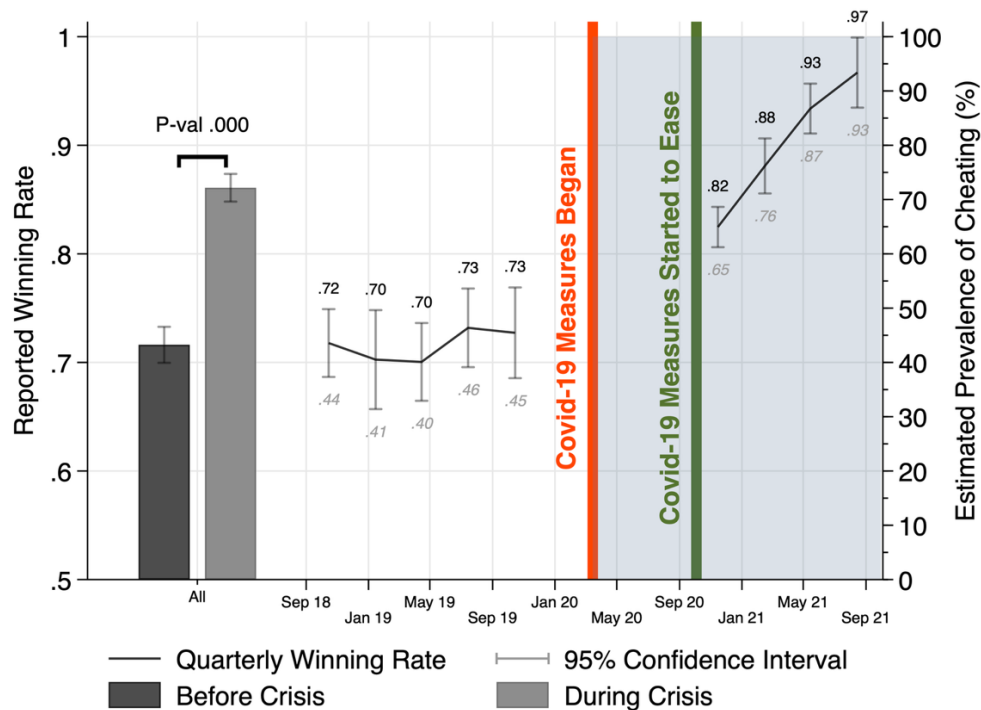 Reported Winning Rate
1
.9
.8
.7
.6
.5
P-val .000
All
.72
.70
.70
.73
.73
.44
.41
.40
.46
.45
Covid-19 Measures Began
Covid-19 Measures Started to Ease
.82
.88
.93
.97
.65
.76
.87
.93
Sep 18
Jan 19
May 19
Sep 19
Jan 20
May 20
Sep 20
Jan 21
May 21
Sep 21
100
90
80
70
60
50
40
30
20
10
0
Estimated Prevalence of Cheating (%)
Quarterly Winning Rate
95% Confidence Interval
Before Crisis
During Crisis